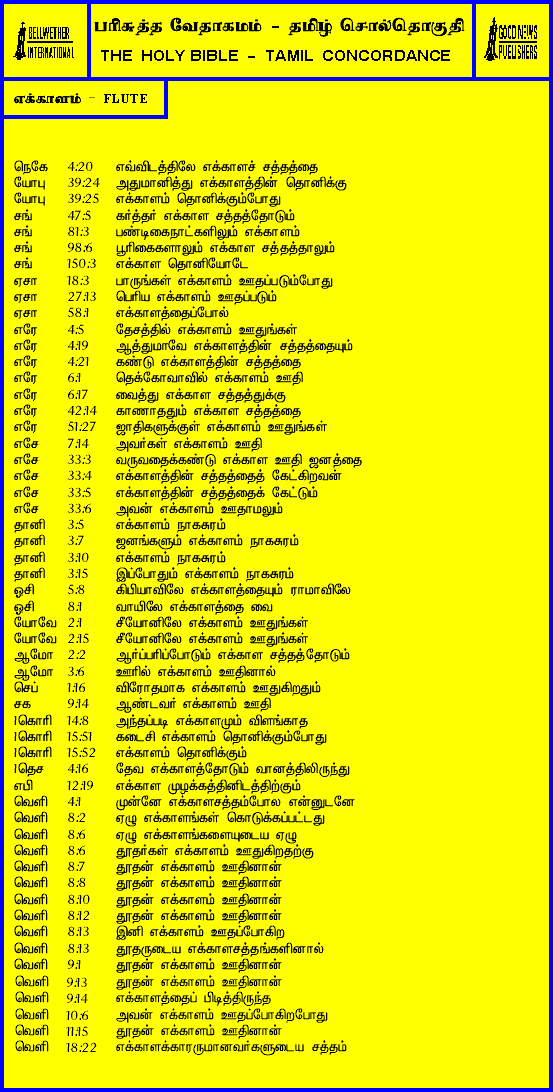 BELLWETHER INTERNATIONAL
பரிசுத்த வேதாகமம் - தமிழ் சொல்தொகுதி
THE HOLY BIBLE - TAMIL CONCORDANCE
GOOD NEWS PUBLISHERS
எக்காளம் - FLUTE
நெகே 4:20 எவ்விடத்திலே எக்காளச் சத்தத்தை
யோபு 39:24 அதுமானித்து எக்காளத்தின் தொனிக்கு
யோபு 39:25 எக்காளம் தொனிக்கும்போது
சங் 47:5 கர்த்தர் எக்காள சத்தத்தோடும்
சங் 81:3 பண்டிகைநாட்களிலும் எக்காளம்
சங் 98:6 பூரிகைகளாலும் எக்காள சத்தத்தாலும்
சங் 150:3 எக்காள தொனியோடே
ஏசா 18:3 பாருங்கள் எக்காளம் ஊதப்படும்போது
ஏசா 27:13 பெரிய எக்காளம் ஊதப்படும்
ஏசா 58:1 எக்காளத்தைப்போல்
எரே 4:5 தேசத்தில் எக்காளம் ஊதுங்கள்
எரே 4:19 ஆத்துமாவே எக்காளத்தின் சத்தத்தையும்
எரே 4:21 கண்டு எக்காளத்தின் சத்தத்தை
எரே 6:1 தெக்கோவாவில் எக்காளம் ஊதி
எரே 6:17 வைத்து எக்காள சத்தத்துக்கு
எரே 42:14 காணாததும் எக்காள சத்தத்தை
எரே 51:27 ஜாதிகளுக்குள் எக்காளம் ஊதுங்கள்
எசே 7:14 அவர்கள் எக்காளம் ஊதி
எசே 33:3 வருவதைக்கண்டு எக்காள ஊதி ஜனத்தை
எசே 33:4 எக்காளத்தின் சத்தத்தைத் கேட்கிறவன்
எசே 33:5 எக்காளத்தின் சத்தத்தைக் கேட்டும்
எசே 33:6 அவன் எக்காளம் ஊதாமலும்
தானி 3:5 எக்காளம் நாகசுரம்
தானி 3:7 ஜனங்களும் எக்காளம் நாகசுரம்
தானி 3:10 எக்காளம் நாகசுரம்
தானி 3:15 இப்போதும் எக்காளம் நாகசுரம்
ஓசி 5:8 கிபியாவிலே எக்காளத்தையும் ராமாவிலே
ஓசி 8:1 வாயிலே எக்காளத்தை வை
யோவே 2:1 சீயோனிலே எக்காளம் ஊதுங்கள்
யோவே 2:15 சீயோனிலே எக்காளம் ஊதுங்கள்
ஆமோ 2:2 ஆர்ப்பரிப்போடும் எக்காள சத்தத்தோடும்
ஆமோ 3:6 ஊரில் எக்காளம் ஊதினால்
செப் 1:16 விரோதமாக எக்காளம் ஊதுகிறதும்
சக 9:14 ஆண்டவர் எக்காளம் ஊதி
1கொரி 14:8 அந்தப்படி எக்காளமும் விளங்காத
1கொரி 15:51 கடைசி எக்காளம் தொனிக்கும்போது
1கொரி 15:52 எக்காளம் தொனிக்கும்
1தெச 4:16 தேவ எக்காளத்தோடும் வானத்திலிருந்து
எபி 12:19 எக்காள முழக்கத்தினிடத்திற்கும்
வெளி 4:1 முன்னே எக்காளசத்தம்போல என்னுடனே
வெளி 8:2 ஏழு எக்காளங்கள் கொடுக்கப்பட்டது
வெளி 8:6 ஏழு எக்காளங்களையுடைய ஏழு
வெளி 8:6 தூதர்கள் எக்காளம் ஊதுகிறதற்கு
வெளி 8:7 தூதன் எக்காளம் ஊதினான்
வெளி 8:8 தூதன் எக்காளம் ஊதினான்
வெளி 8:10 தூதன் எக்காளம் ஊதினான்
வெளி 8:12 தூதன் எக்காளம் ஊதினான்
வெளி 8:13 இனி எக்காளம் ஊதப்போகிற
வெளி 8:13 தூதருடைய எக்காளசத்தங்களினால்
வெளி 9:1 தூதன் எக்காளம் ஊதினான்
வெளி 9:13 தூதன் எக்காளம் ஊதினான்
வெளி 9:14 எக்காளத்தைப் பிடித்திருந்த
வெளி 10:6 அவன் எக்காளம் ஊதப்போகிறபோது
வெளி 11:15 தூதன் எக்காளம் ஊதினான்
வெளி 18:22 எக்காளக்காரருமானவர்களுடைய சத்தம்